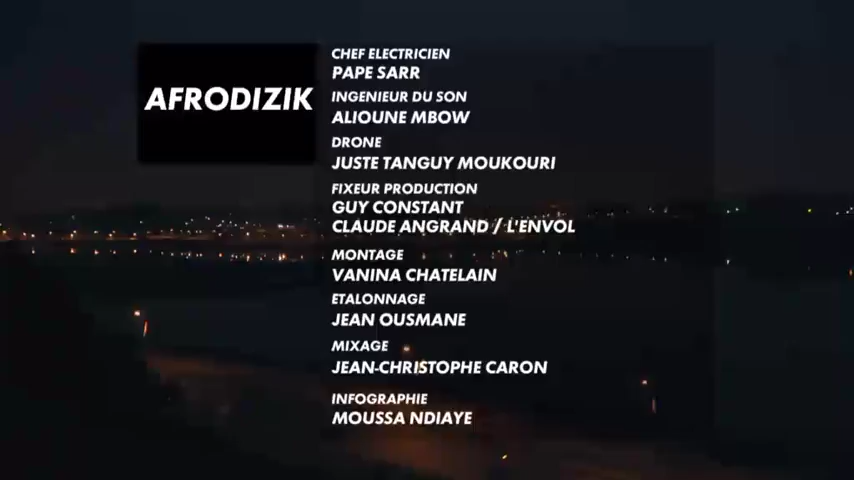 AFRODIZIK
CHEF ELECTRICIEN
PAPE SARR
INGENIEUR DU SON
ALIOUNE MBOW
DRONE
JUSTE TANGUY MOUKOURI
FIXEUR PRODUCTION
GUY CONSTANT
CLAUDE ANGRAND / L'ENVOL
MONTAGE
VANINA CHATELAIN
ETALONNAGE
JEAN OUSMANE
MIXAGE
JEAN-CHRISTOPHE CARON
INFOGRAPHIE
MOUSSA NDIAYE